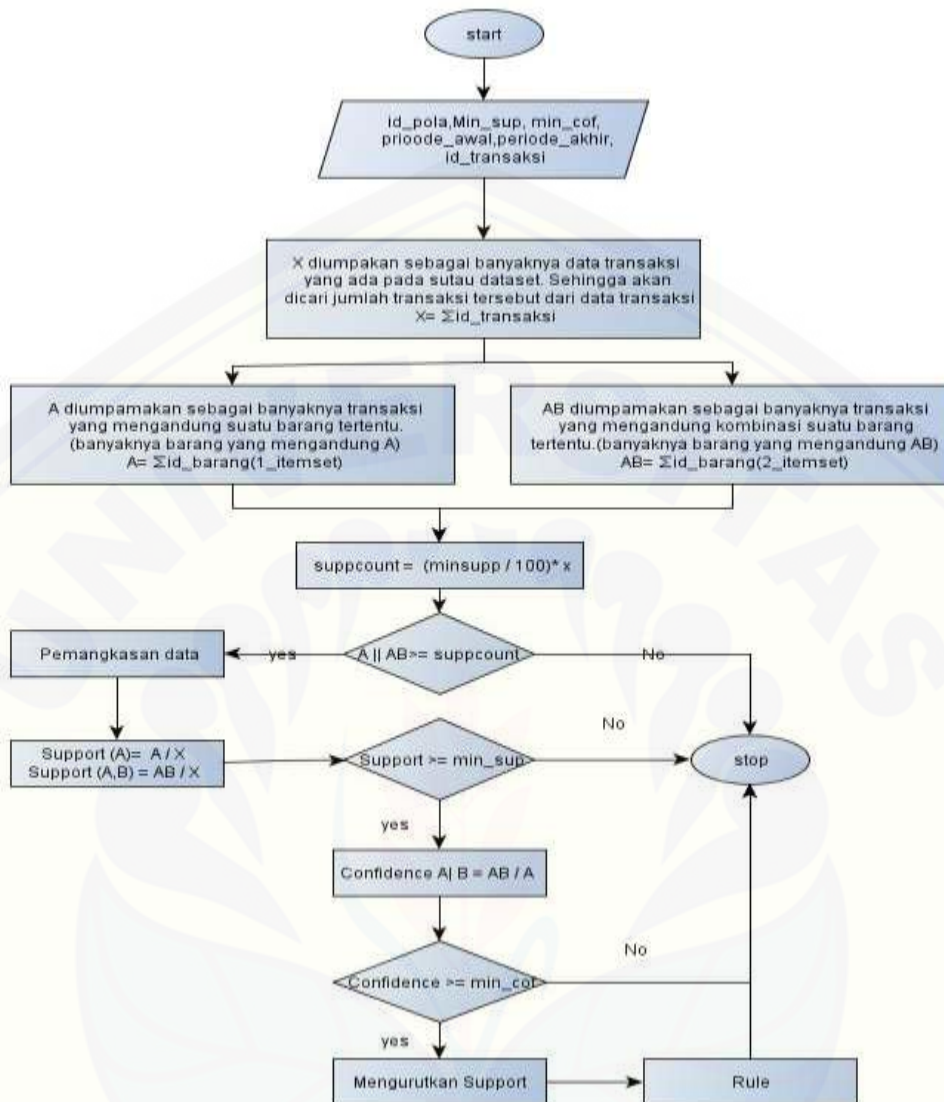 start
id_pola,Min_sup, min_cof,
prioode_awal,periode_akhir,
id_transaksi
X diumpakan sebagai banyaknya data transaksi
yang ada pada sutau dataset. Sehingga akan
dicari jumlah transaksi tersebut dari data transaksi
X= Σid_transaksi
A diumpamakan sebagai banyaknya transaksi
yang mengandung suatu barang tertentu.
(banyaknya barang yang mengandung A)
A= Σid_barang(1_itemset)
AB diumpamakan sebagai banyaknya transaksi
yang mengandung kombinasi suatu barang
tertentu.(banyaknya barang yang mengandung AB)
AB= Σid_barang(2_itemset)
suppcount = (minsupp / 100)* x
A || AB>= suppcount
yes
No
Pemangkasan data
Support (A)= A / X
Support (A,B) = AB / X
Support >= min_sup
No
stop
yes
Confidence A| B = AB / A
Confidence >= min_cof
No
yes
Mengurutkan Support
Rule
UNIVERSITAS